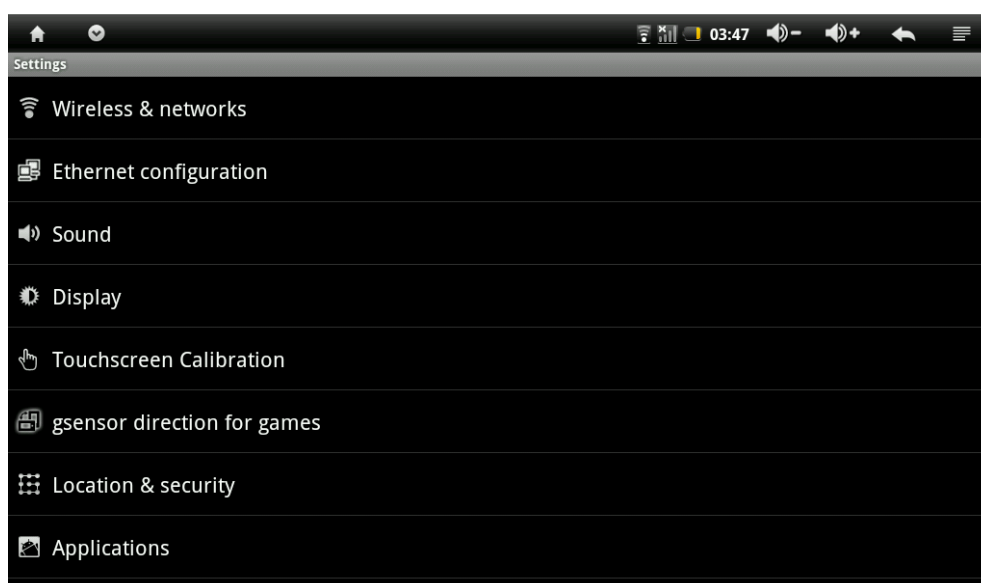 03:47
Settings
Wireless & networks
Ethernet configuration
Sound
Display
Touchscreen Calibration
gsensor direction for games
Location & security
Applications